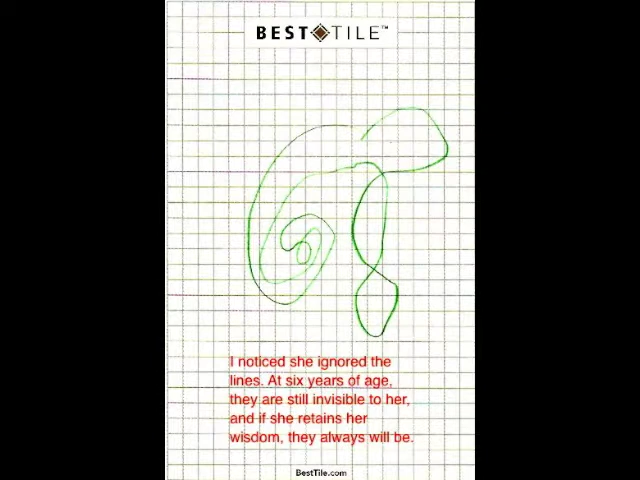 BEST TILE™
I noticed she ignored the
lines. At six years of age,
they are still invisible to her,
and if she retains her
wisdom, they always will be.
BestTile.com